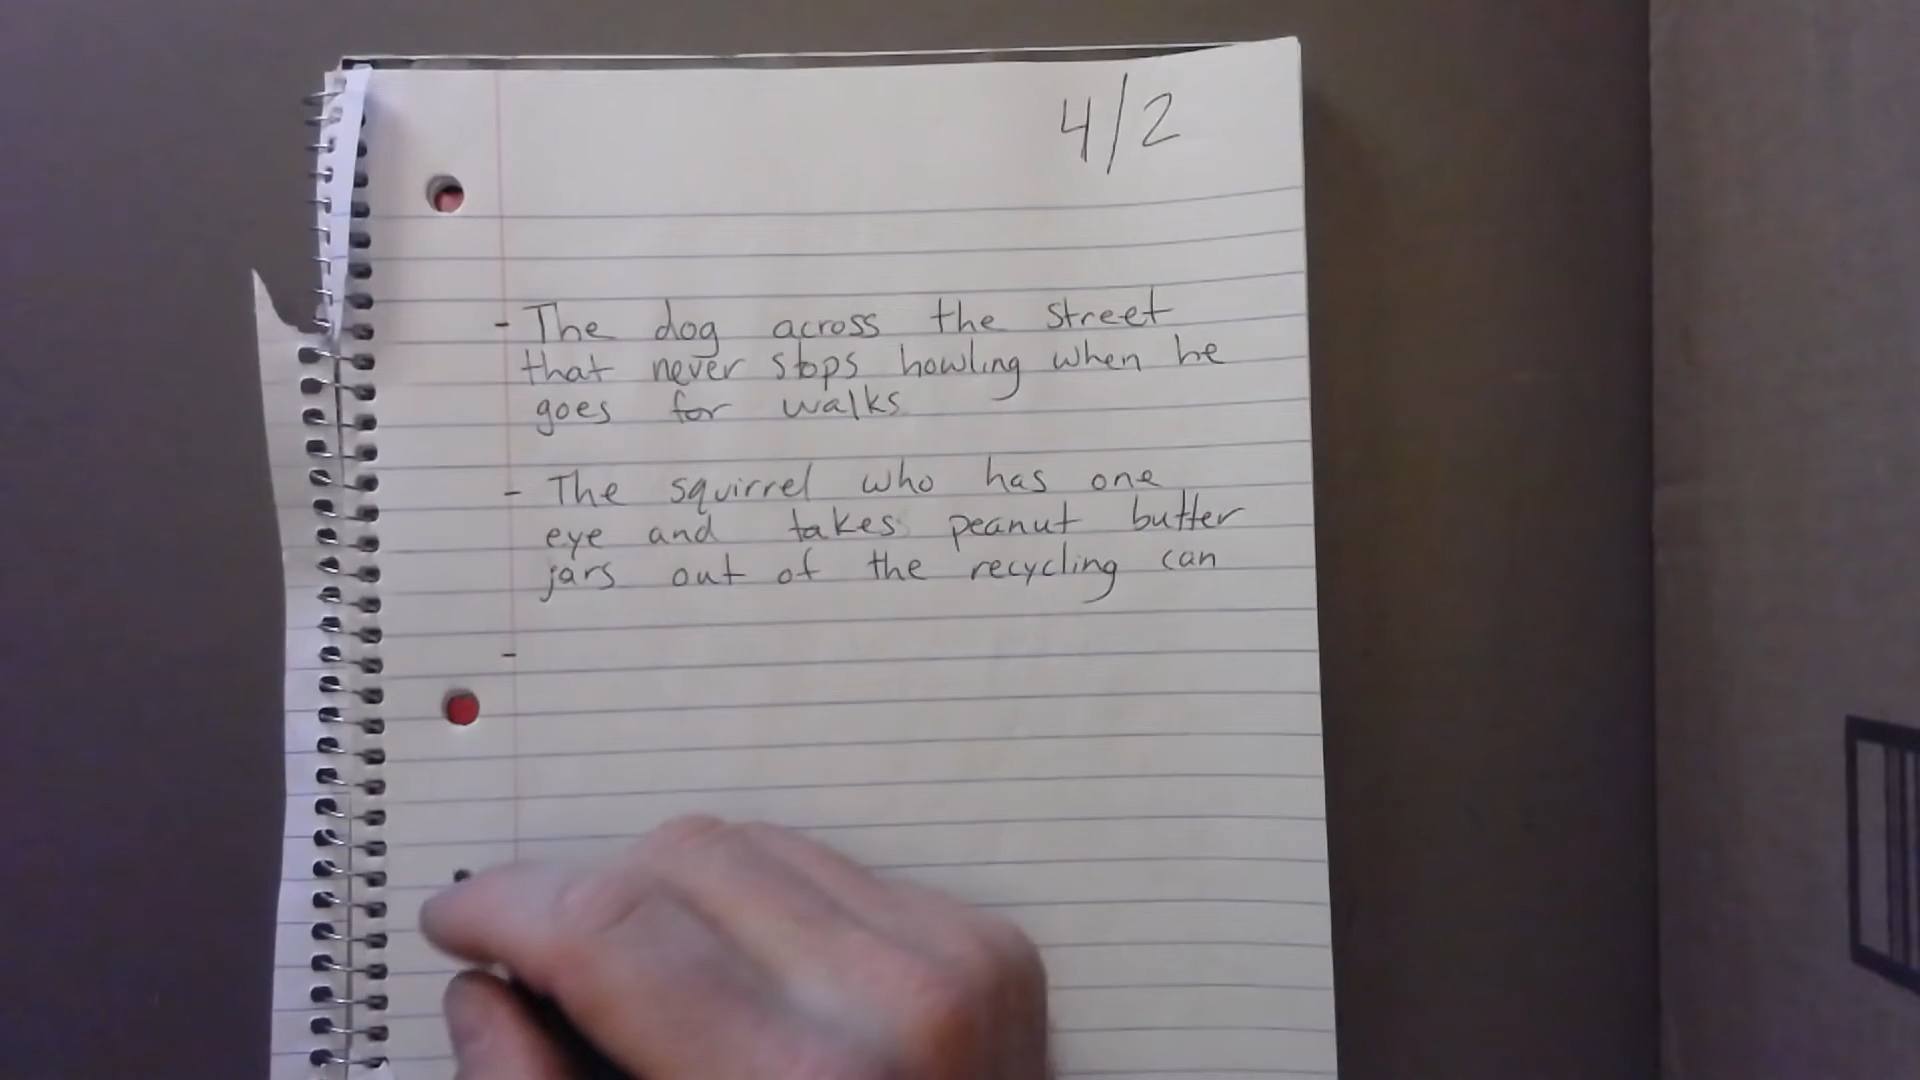 4/2
- The dog across the street
that never stops howling when he
goes for walks
- The squirrel who has one
eye and takes peanut butter
jars out of the recycling can
-